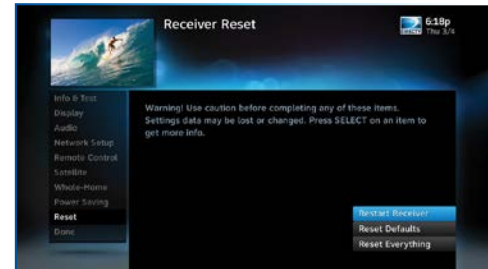 Receiver Reset
DIRECTV
6:18p
Thu 3/4
Info & Test
Display
Audio
Network Setup
Remote Control
Satellite
Whole-Home
Power Saving
Reset
Done
Warning! Use caution before completing any of these items.
Settings data may be lost or changed. Press SELECT on an item to
get more info.
Restart Receiver
Reset Defaults
Reset Everything